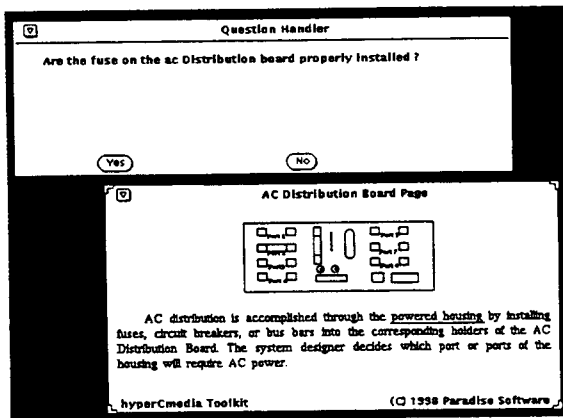 Question Handler
Are the fuse on the ac Distribution board properly installed ?
Yes
No
AC Distribution Board Page
AC distribution is accomplished through the powered housing by installing
fuses, circuit breakers, or bus bars into the corresponding holders of the AC
Distribution Board. The system designer decides which port or ports of the
housing will require AC power.
hyperCmedia Toolkit
(C) 1998 Paradise Software